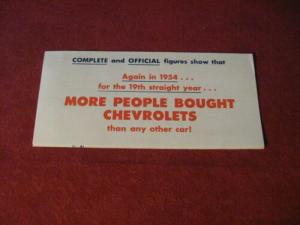 COMPLETE and OFFICIAL figures show that
Again in 1954 . . .
for the 19th straight year . . .
MORE PEOPLE BOUGHT
CHEVROLETS
than any other car!